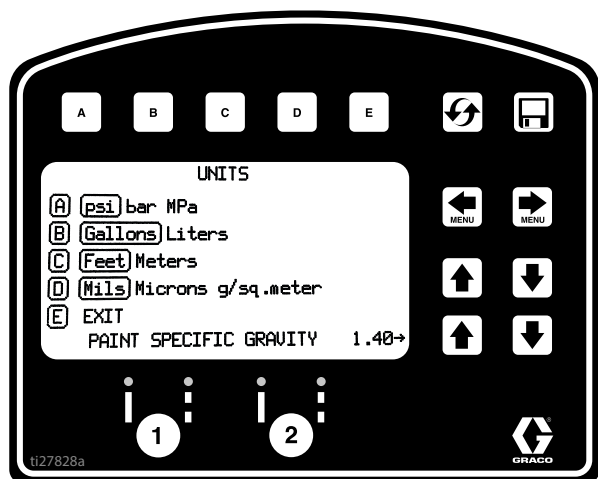 A B C D E
UNITS
A psi bar MPa
B Gallons Liters
C Feet Meters
D Mils Microns g/sq.meter
E EXIT
PAINT SPECIFIC GRAVITY 1.40→
MENU MENU
1 2
ti27828a
GRACO